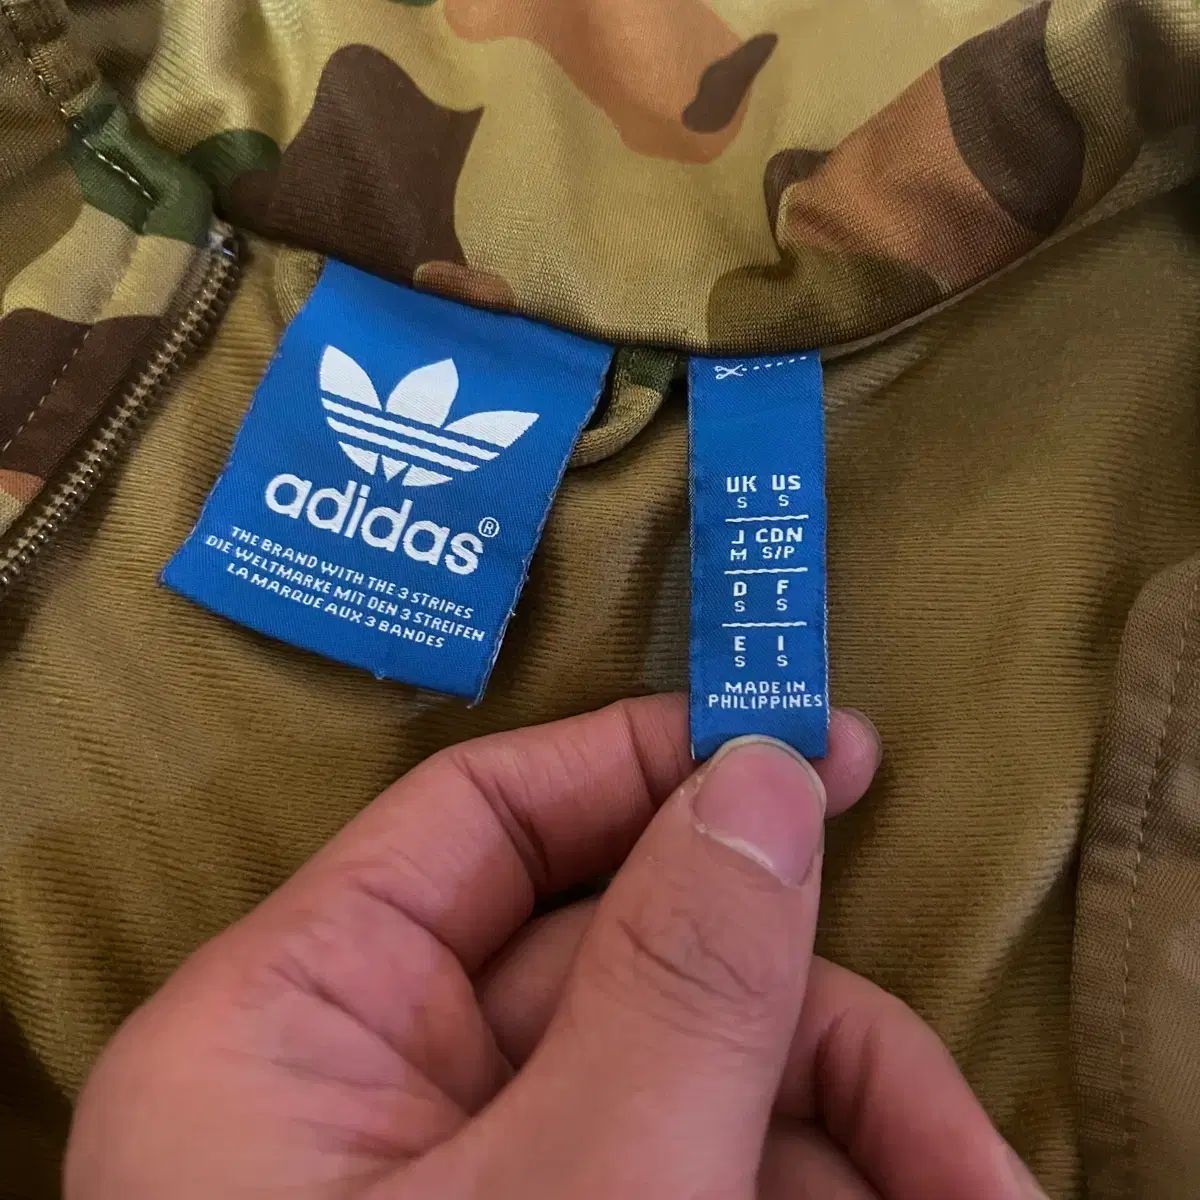 adidas®
THE BRAND WITH THE 3 STRIPES
DIE WELTMARKE MIT DEN 3 STREIFEN
LA MARQUE AUX 3 BANDES
UK US
S S
J CDN
M S/P
D F
S S
E I
S S
MADE IN
PHILIPPINES